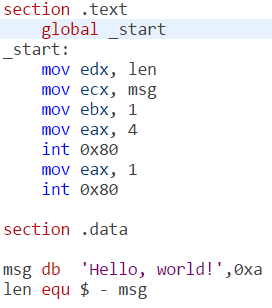 section .text
    global _start
_start:
    mov edx, len
    mov ecx, msg
    mov ebx, 1
    mov eax, 4
    int 0x80
    mov eax, 1
    int 0x80

section .data

msg db  'Hello, world!',0xa
len equ $ - msg